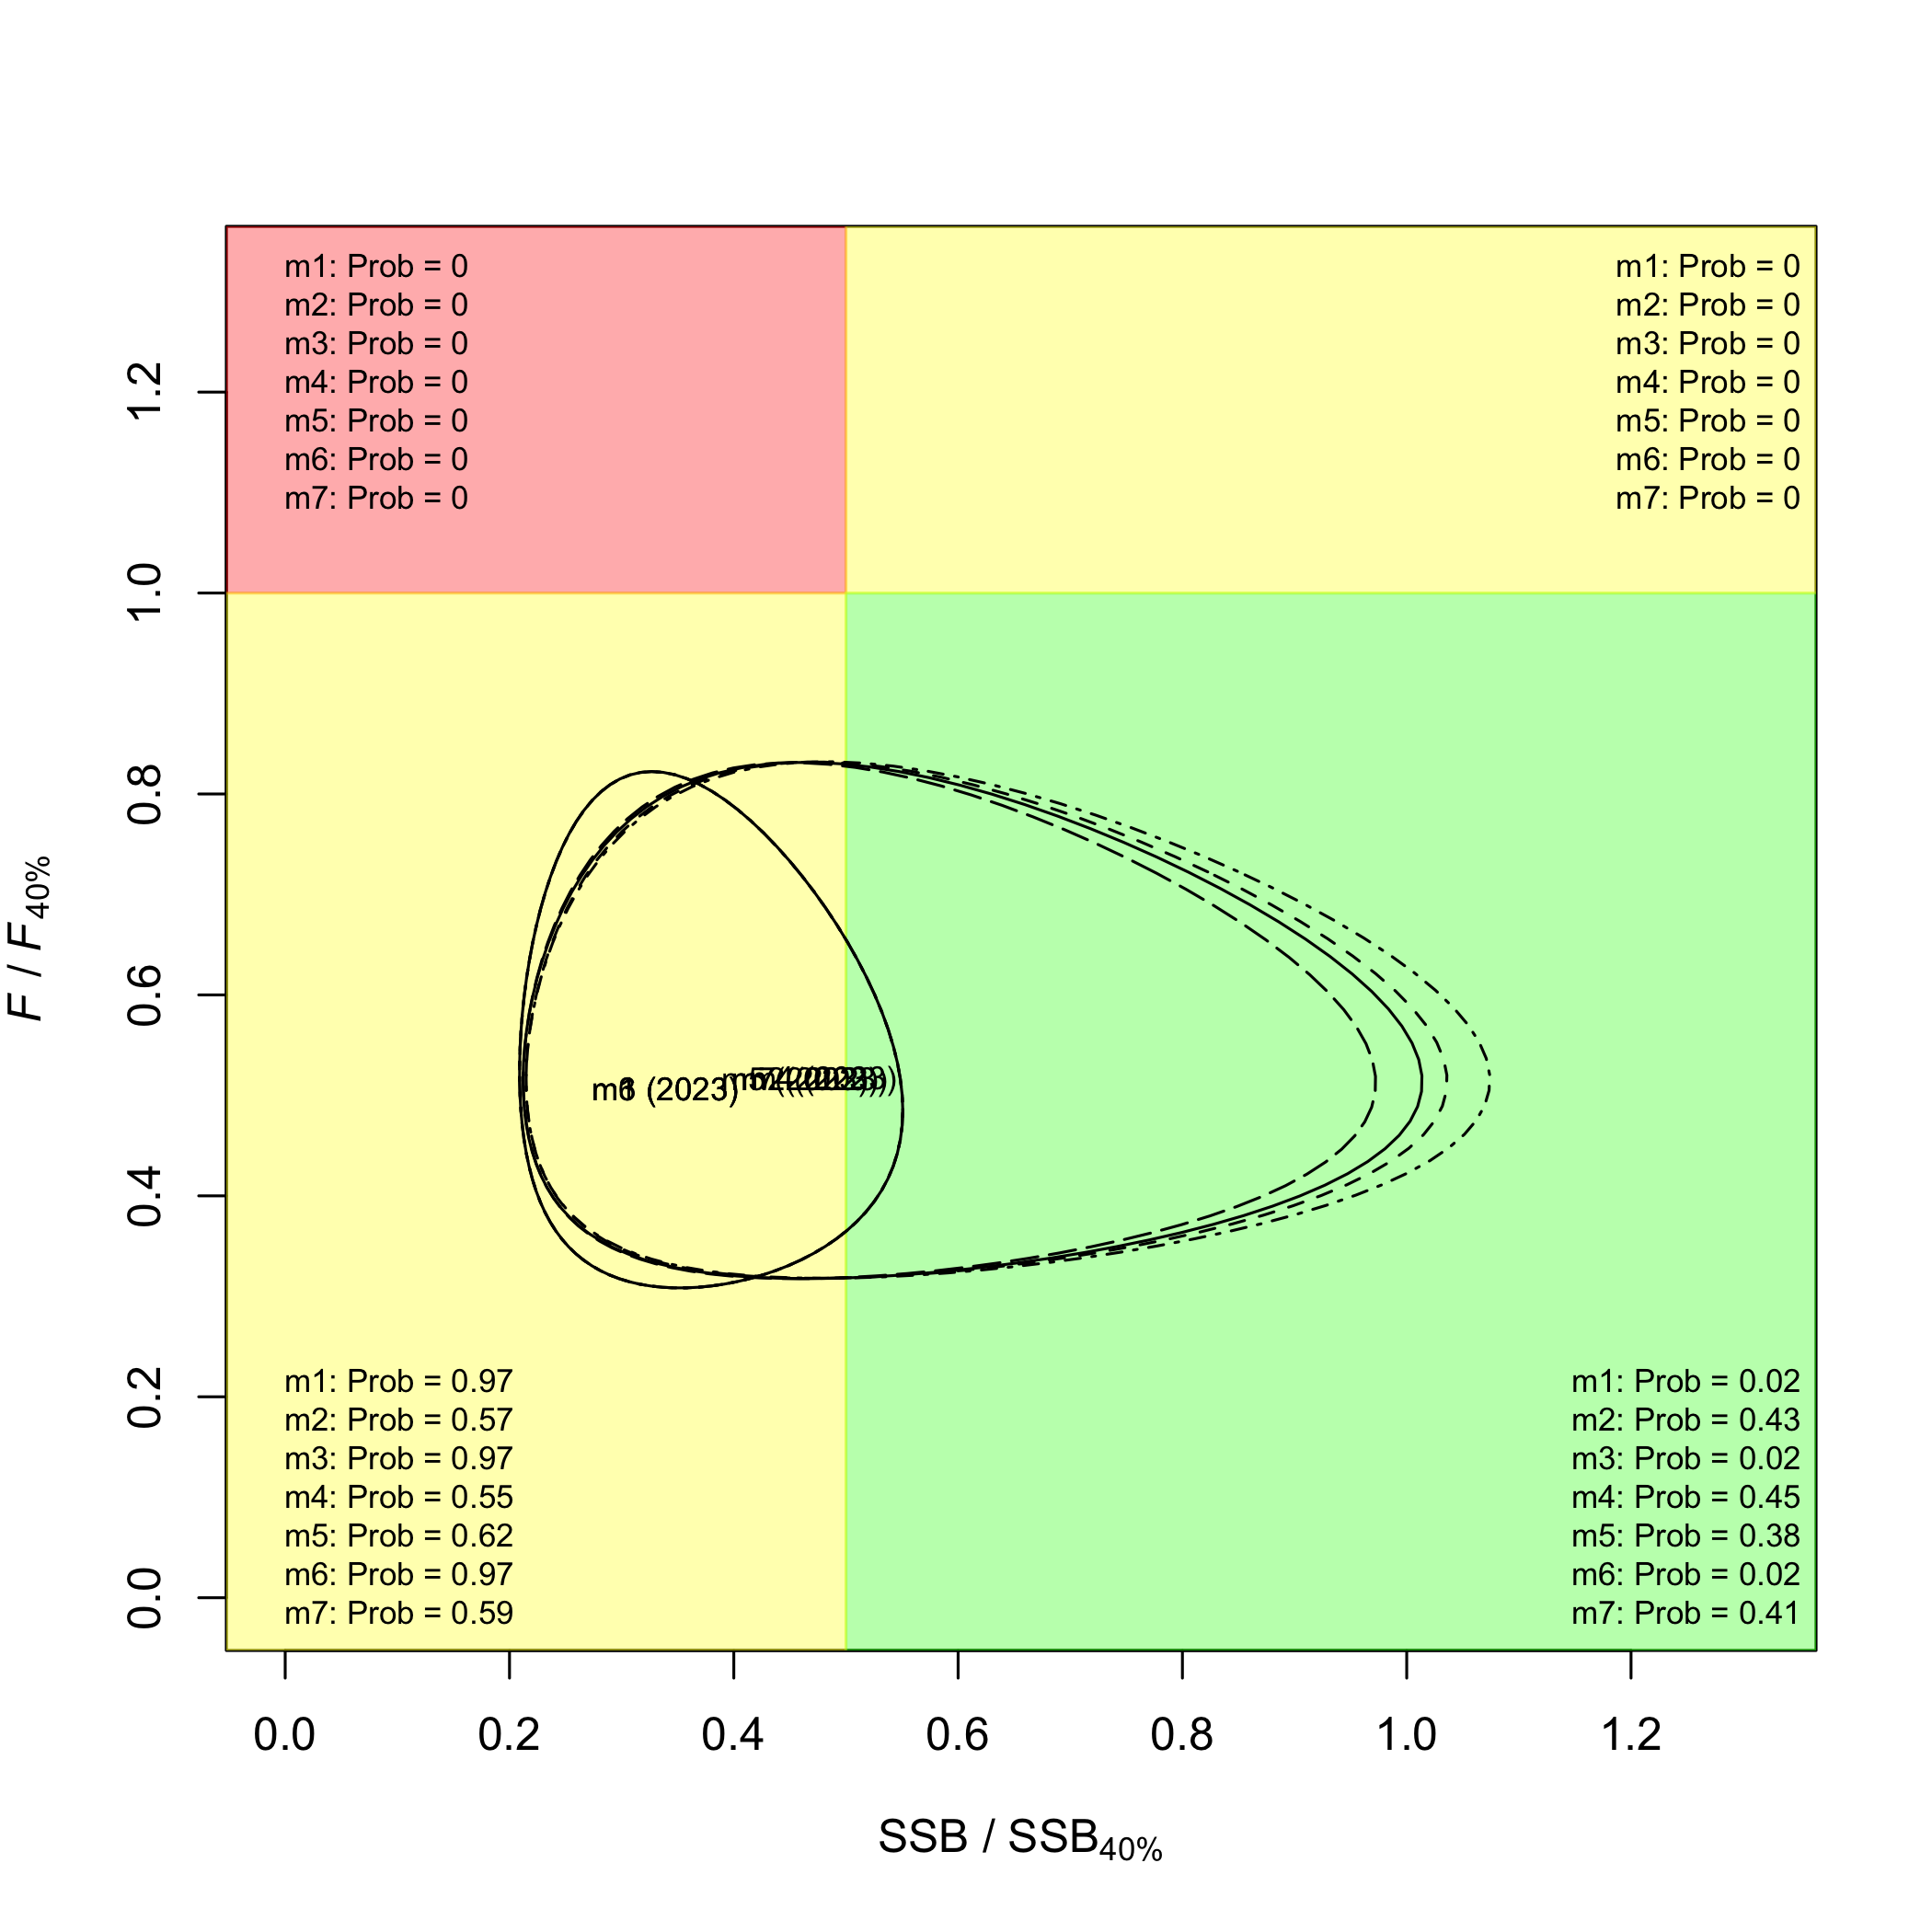 m1: Prob = 0
m2: Prob = 0
m3: Prob = 0
m4: Prob = 0
m5: Prob = 0
m6: Prob = 0
m7: Prob = 0
m1: Prob = 0
m2: Prob = 0
m3: Prob = 0
m4: Prob = 0
m5: Prob = 0
m6: Prob = 0
m7: Prob = 0
1.2
1.0
0.8
0.6
0.4
0.2
0.0
F / F40%
(2023)
m1: Prob = 0.97
m2: Prob = 0.57
m3: Prob = 0.97
m4: Prob = 0.55
m5: Prob = 0.62
m6: Prob = 0.97
m7: Prob = 0.59
m1: Prob = 0.02
m2: Prob = 0.43
m3: Prob = 0.02
m4: Prob = 0.45
m5: Prob = 0.38
m6: Prob = 0.02
m7: Prob = 0.41
0.0 0.2 0.4 0.6 0.8 1.0 1.2
SSB / SSB40%